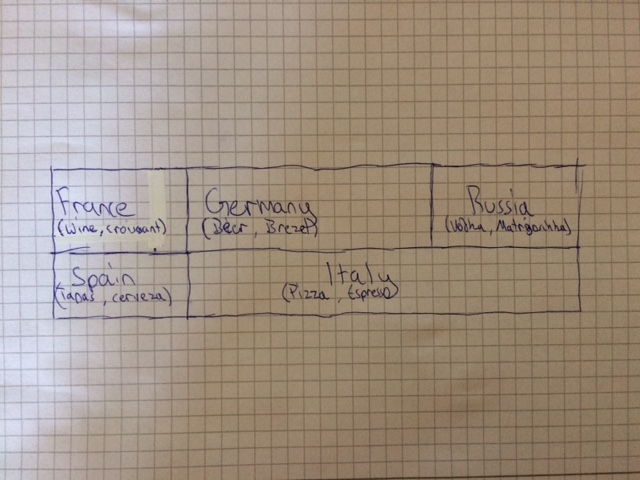 France
(Wine, croissant)
Germany
(Beer, Brezel)
Russia
(Vodka, Matrjoschka)
Spain
(tapas, cerveza)
Italy
(Pizza, Espresso)